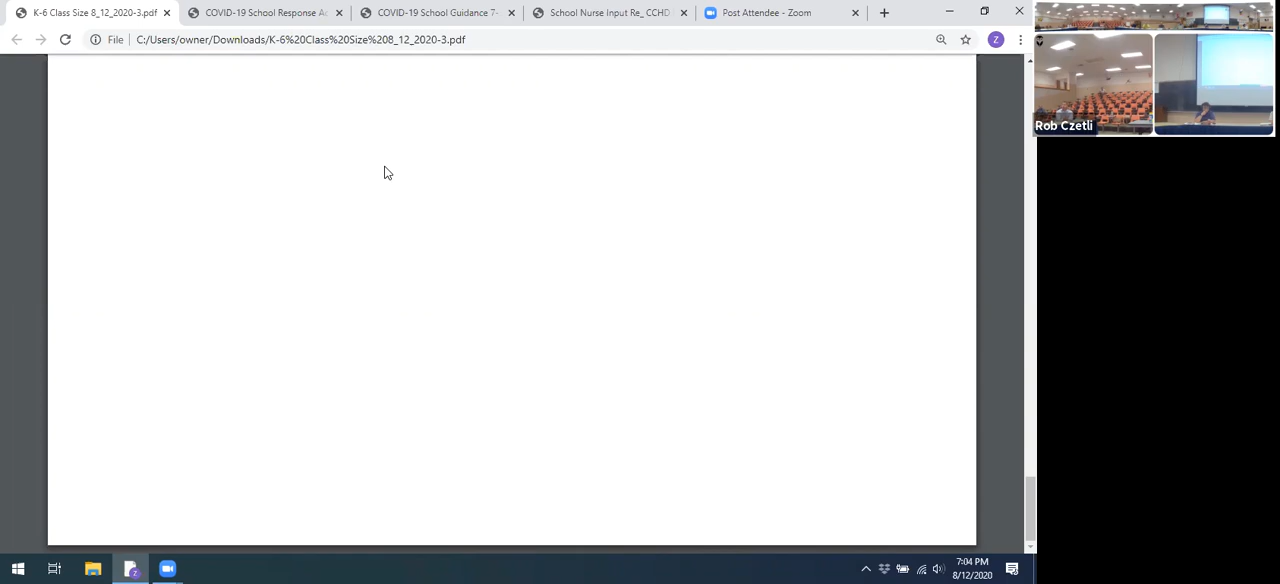 K-6 Class Size 8_12_2020-3.pdf
COVID-19 School Response Ac
COVID-19 School Guidance 7-
School Nurse Input Re_ CCHD
Post Attendee - Zoom
File
C:/Users/owner/Downloads/K-6%20Class%20Size%208_12_2020-3.pdf
Z
Rob Czetli
Z
7:04 PM
8/12/2020